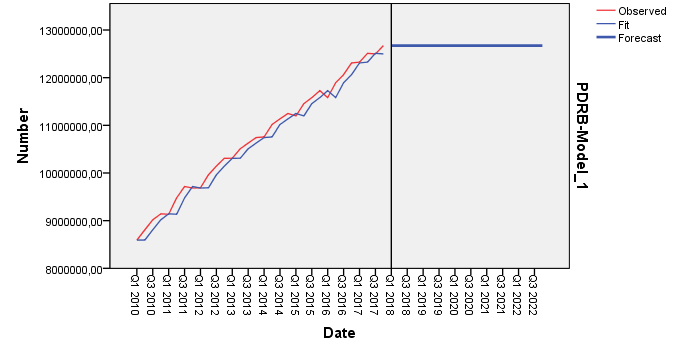 Observed
Fit
Forecast
13000000,00
12000000,00
11000000,00
10000000,00
9000000,00
8000000,00
Number
PDRB-Model_1
Q1 2010
Q3 2010
Q1 2011
Q3 2011
Q1 2012
Q3 2012
Q1 2013
Q3 2013
Q1 2014
Q3 2014
Q1 2015
Q3 2015
Q1 2016
Q3 2016
Q1 2017
Q3 2017
Q1 2018
Q3 2018
Q1 2019
Q3 2019
Q1 2020
Q3 2020
Q1 2021
Q3 2021
Q1 2022
Q3 2022
Date